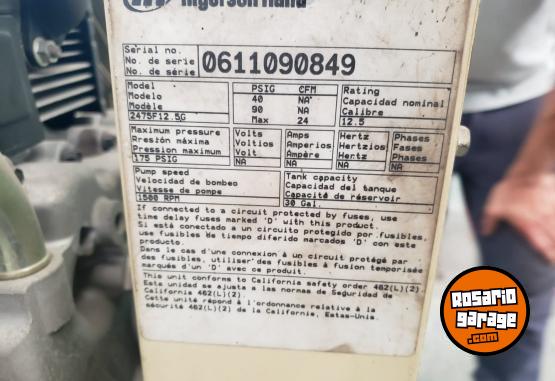 Ingersoll Rand
Serial no.
No. de serie
No. de série
0611090849
Model
Modelo
Modèle
2475F12.5G
PSIG CFM
40 NA
90 NA
Max 24
Rating
Capacidad nominal
Calibre
12.5
Maximum pressure
Presión máxima
Pression maximum
175 PSIG
Volts
Voltios
Volt
NA
Amps
Amperios
Ampère
NA
Hertz
Hertzios
Hertz
NA
Phases
Fases
Phases
NA
Pump speed
Velocidad de bombeo
Vitesse de pompe
1500 RPM
Tank capacity
Capacidad del tanque
Capacité de réservoir
30 Gal.
If connected to a circuit protected by fuses, use
time delay fuses marked 'D' with this product.
Si está conectado a un circuito protegido por fusibles,
use fusibles de tiempo diferido marcados 'D' con este
producto.
Dans le cas d'une connexion à un circuit protégé par
des fusibles, utiliser des fusibles à fusion temporisée
marqués d'un 'D' avec ce produit.
This unit conforms to California safety order 462(L)(2).
Esta unidad se ajusta a las normas de Seguridad de
California 462(L)(2).
Cette unité répond à l'ordonnance relative à la
sécurité 462(L)(2) de la California, Estas-Unis.
ROSARIO
garage
.com